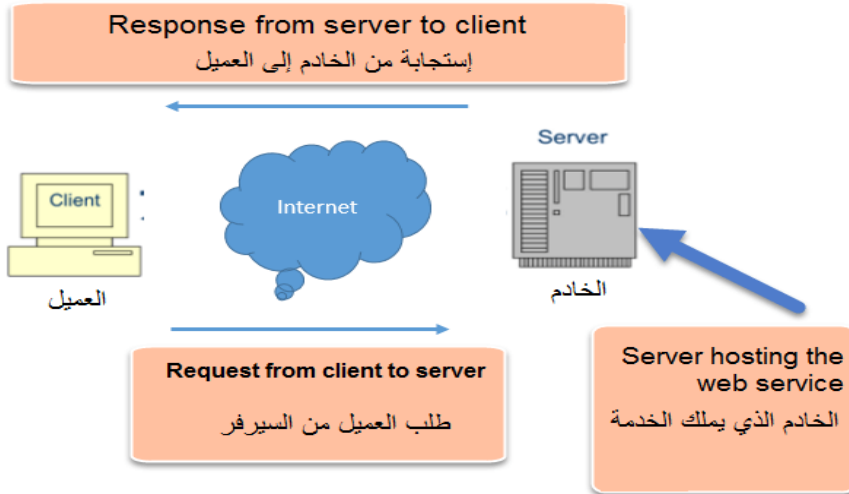 Response from server to client
إستجابة من الخادم إلى العميل
Server
Client
Internet
العميل
الخادم
Request from client to server
طلب العميل من السيرفر
Server hosting the
web service
الخادم الذي يملك الخدمة